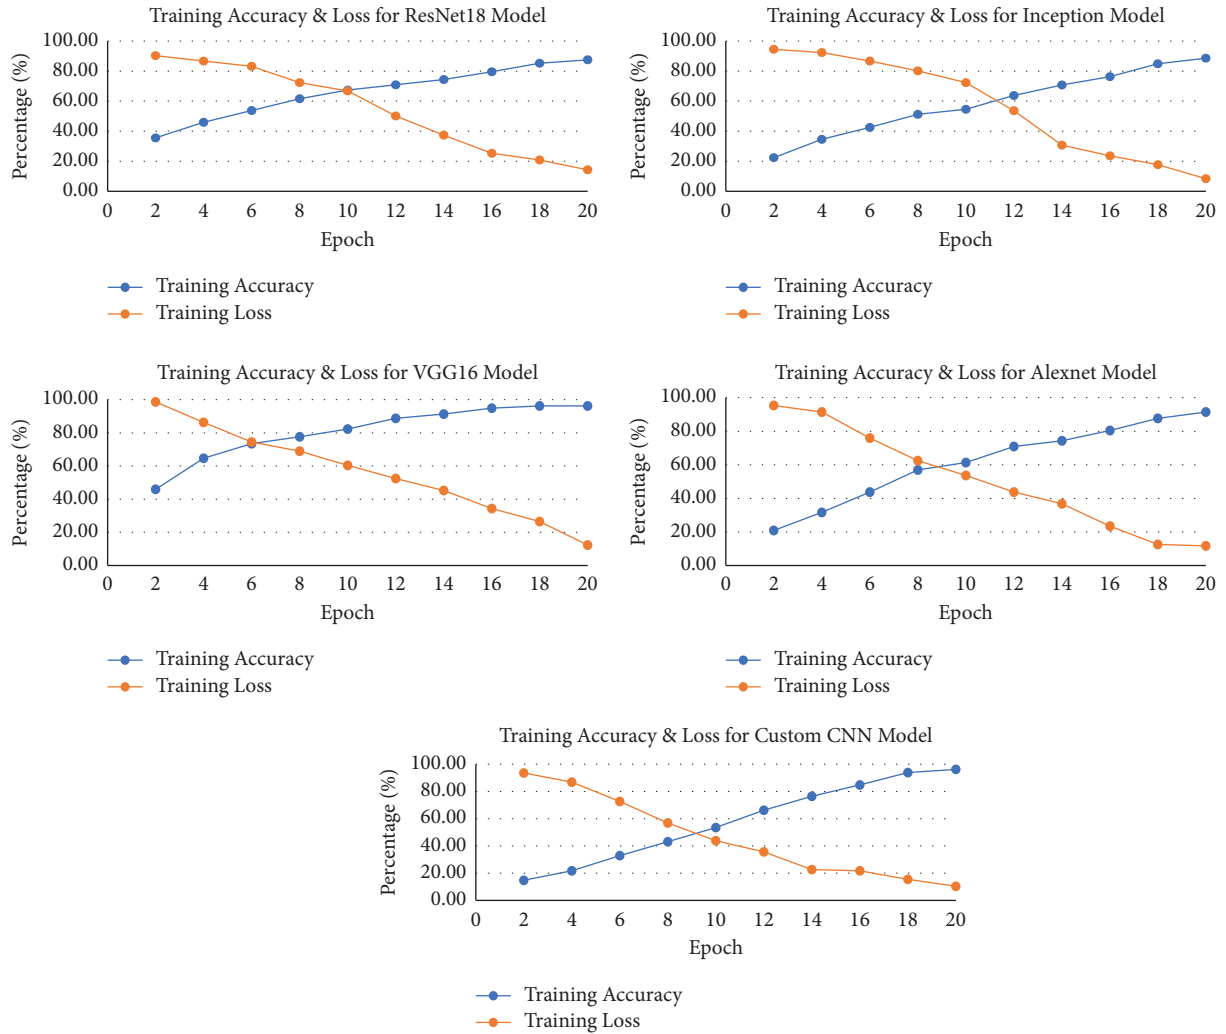 Training Accuracy & Loss for ResNet18 Model
Percentage (%)
100.00
80.00
60.00
40.00
20.00
0.00
0 2 4 6 8 10 12 14 16 18 20
Epoch
Training Accuracy
Training Loss
Training Accuracy & Loss for Inception Model
Percentage (%)
100.00
80.00
60.00
40.00
20.00
0.00
0 2 4 6 8 10 12 14 16 18 20
Epoch
Training Accuracy
Training Loss
Training Accuracy & Loss for VGG16 Model
Percentage (%)
100.00
80.00
60.00
40.00
20.00
0.00
0 2 4 6 8 10 12 14 16 18 20
Epoch
Training Accuracy
Training Loss
Training Accuracy & Loss for Alexnet Model
Percentage (%)
100.00
80.00
60.00
40.00
20.00
0.00
0 2 4 6 8 10 12 14 16 18 20
Epoch
Training Accuracy
Training Loss
Training Accuracy & Loss for Custom CNN Model
Percentage (%)
100.00
80.00
60.00
40.00
20.00
0.00
0 2 4 6 8 10 12 14 16 18 20
Epoch
Training Accuracy
Training Loss